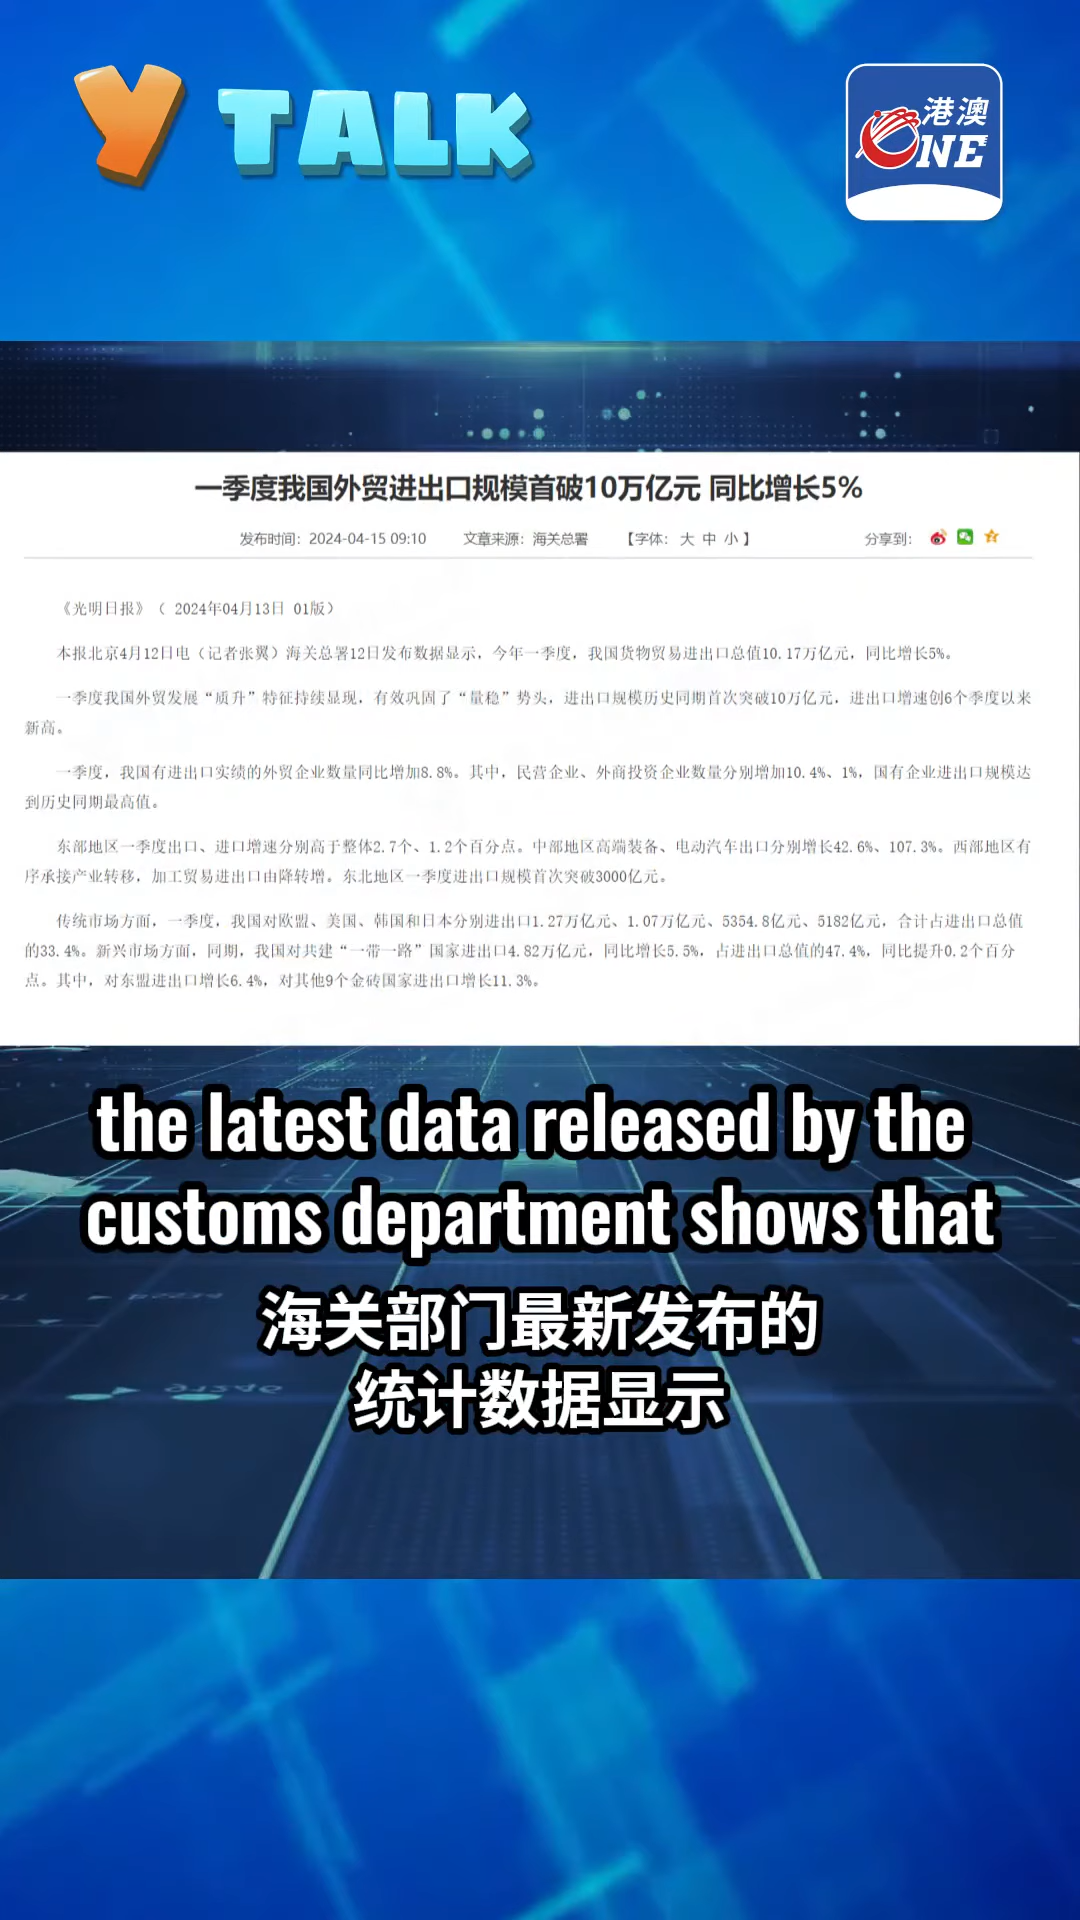 Y TALK
港澳
ONE
一季度我国外贸进出口规模首破10万亿元 同比增长5%
发布时间：2024-04-15 09:10 文章来源：海关总署 【字体： 大 中 小 】 分享到：
《光明日报》（ 2024年04月13日 01版）
本报北京4月12日电（记者张翼）海关总署12日发布数据显示，今年一季度，我国货物贸易进出口总值10.17万亿元，同比增长5%。
一季度我国外贸发展“质升”特征持续显现，有效巩固了“量稳”势头，进出口规模历史同期首次突破10万亿元，进出口增速创6个季度以来
新高。
一季度，我国有进出口实绩的外贸企业数量同比增加8.8%。其中，民营企业、外商投资企业数量分别增加10.4%、1%，国有企业进出口规模达
到历史同期最高值。
东部地区一季度出口、进口增速分别高于整体2.7个、1.2个百分点。中部地区高端装备、电动汽车出口分别增长42.6%、107.3%。西部地区有
序承接产业转移，加工贸易进出口由降转增。东北地区一季度进出口规模首次突破3000亿元。
传统市场方面，一季度，我国对欧盟、美国、韩国和日本分别进出口1.27万亿元、1.07万亿元、5354.8亿元、5182亿元，合计占进出口总值
的33.4%。新兴市场方面，同期，我国对共建“一带一路”国家进出口4.82万亿元，同比增长5.5%，占进出口总值的47.4%，同比提升0.2个百分
点。其中，对东盟进出口增长6.4%，对其他9个金砖国家进出口增长11.3%。
the latest data released by the
customs department shows that
海关部门最新发布的
统计数据显示